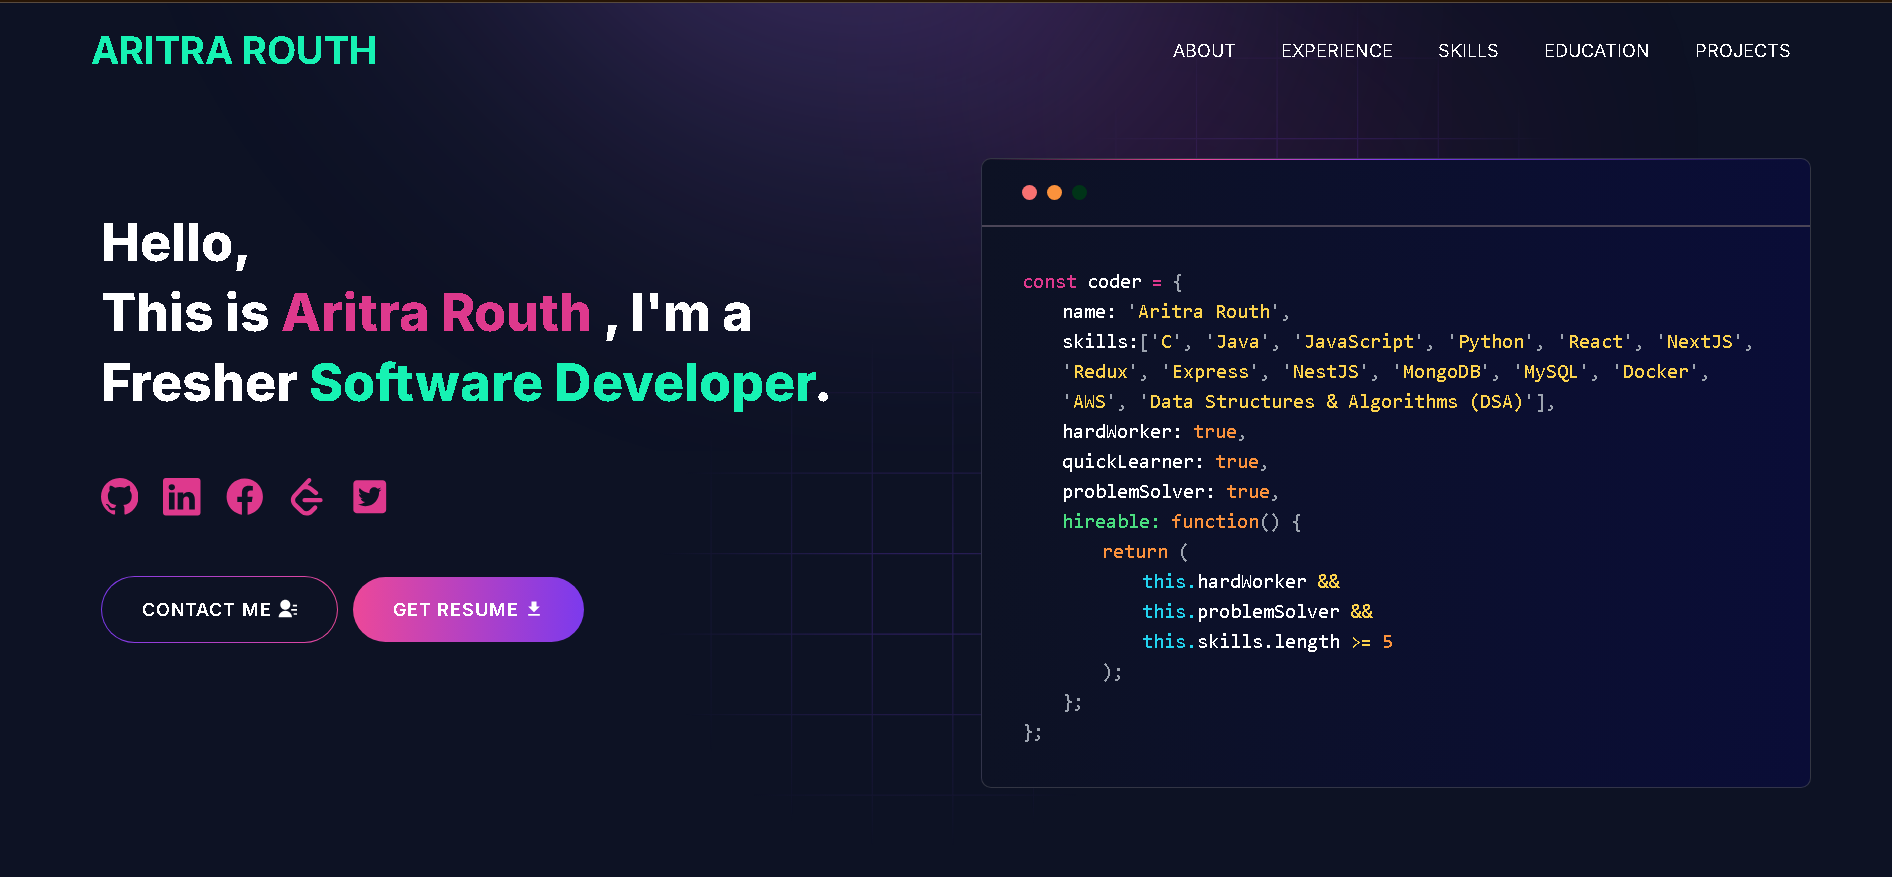 ARITRA ROUTH
ABOUT EXPERIENCE SKILLS EDUCATION PROJECTS
Hello,
This is Aritra Routh , I'm a
Fresher Software Developer.
CONTACT ME
GET RESUME
const coder = {
name: 'Aritra Routh',
skills:['C', 'Java', 'JavaScript', 'Python', 'React', 'NextJS',
'Redux', 'Express', 'NestJS', 'MongoDB', 'MySQL', 'Docker',
'AWS', 'Data Structures & Algorithms (DSA)'],
hardWorker: true,
quickLearner: true,
problemSolver: true,
hireable: function() {
return (
this.hardWorker &&
this.problemSolver &&
this.skills.length >= 5
);
};
};